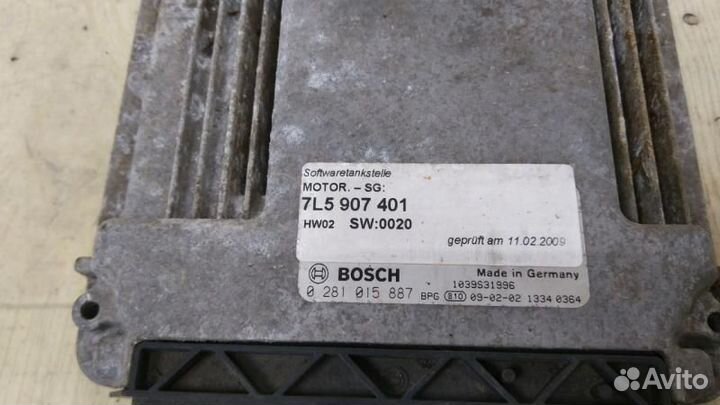 Softwaretankstelle
MOTOR. – SG:
7L5 907 401
HW02 SW:0020
geprüft am 11.02.2009
BOSCH Made in Germany
1039S31996
0 281 015 887 BPG 810 09-02-02 1334 0364
Avito